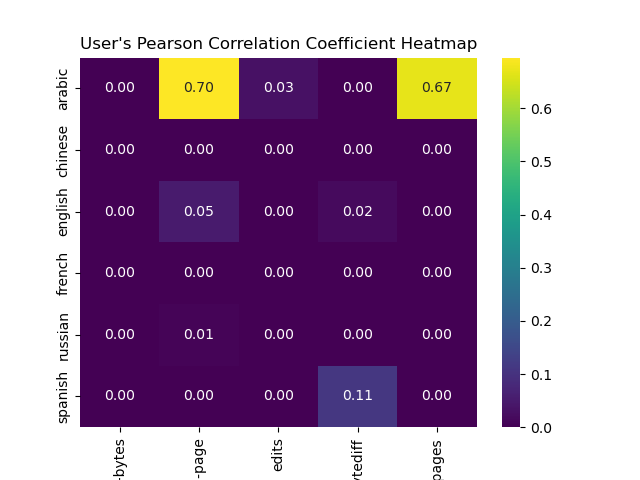 User's Pearson Correlation Coefficient Heatmap
arabic 0.00 0.70 0.03 0.00 0.67
chinese 0.00 0.00 0.00 0.00 0.00
english 0.00 0.05 0.00 0.02 0.00
french 0.00 0.00 0.00 0.00 0.00
russian 0.00 0.01 0.00 0.00 0.00
spanish 0.00 0.00 0.00 0.11 0.00
-bytes -page edits ytediff pages
0.6
0.5
0.4
0.3
0.2
0.1
0.0